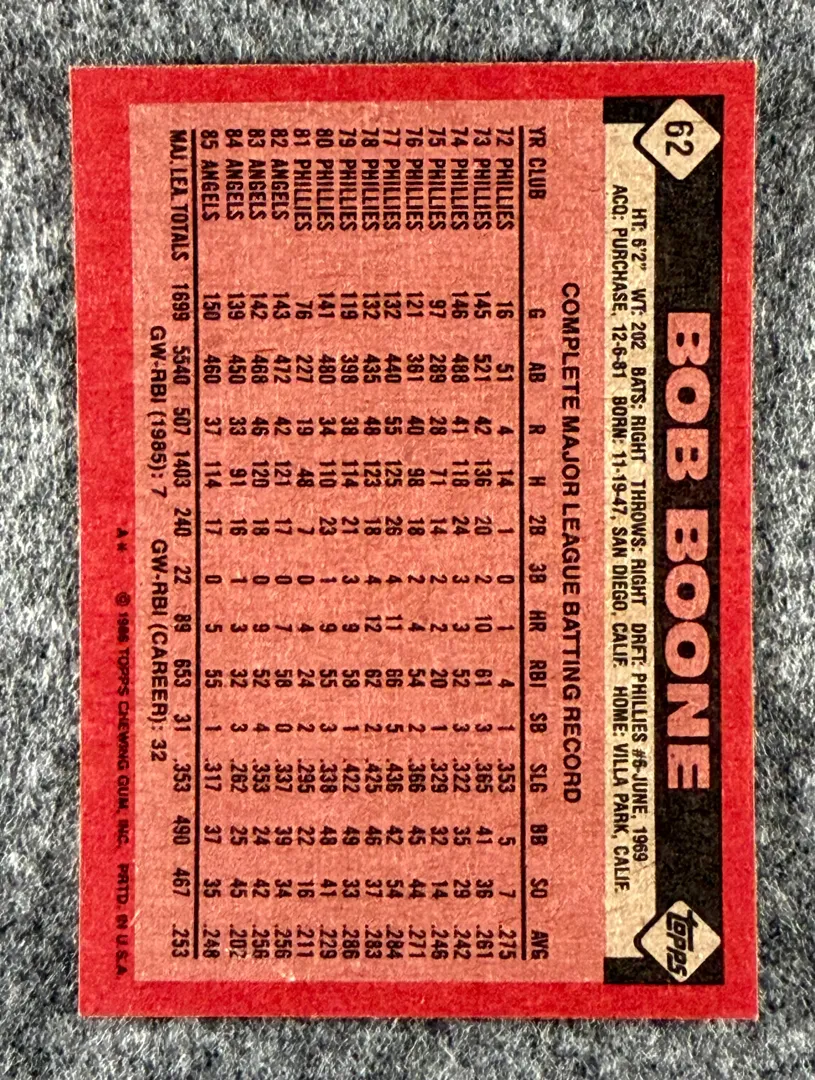 62
BOB BOONE
topps
HT: 6'2" WT: 202 BATS: RIGHT THROWS: RIGHT DRFT: PHILLIES #6-JUNE, 1969
ACQ: PURCHASE, 12-6-81 BORN: 11-19-47, SAN DIEGO, CALIF. HOME: VILLA PARK, CALIF.
COMPLETE MAJOR LEAGUE BATTING RECORD
YR CLUB G AB R H 2B 3B HR RBI SB SLG BB SO AVG
72 PHILLIES 16 51 4 14 1 0 1 4 1 .353 5 7 .275
73 PHILLIES 145 521 42 136 20 2 10 61 3 .365 41 36 .261
74 PHILLIES 146 488 41 118 24 3 3 52 3 .322 35 29 .242
75 PHILLIES 97 289 28 71 14 2 2 20 1 .329 32 14 .246
76 PHILLIES 121 361 40 98 18 2 4 54 2 .366 45 44 .271
77 PHILLIES 132 440 55 125 26 4 11 66 5 .436 42 54 .284
78 PHILLIES 132 435 48 123 18 4 12 62 2 .425 46 37 .283
79 PHILLIES 119 398 38 114 21 3 9 58 1 .422 49 33 .286
80 PHILLIES 141 480 34 110 23 1 9 55 3 .338 48 41 .229
81 PHILLIES 76 227 19 48 7 0 4 24 2 .295 22 16 .211
82 ANGELS 143 472 42 121 17 0 7 58 0 .337 39 34 .256
83 ANGELS 142 468 46 120 18 0 9 52 4 .353 24 42 .256
84 ANGELS 139 450 33 91 16 1 3 32 3 .262 25 45 .202
85 ANGELS 150 460 37 114 17 0 5 55 1 .317 37 35 .248
MAJ. LEA. TOTALS 1699 5540 507 1403 240 22 89 653 31 .353 490 467 .253
GW-RBI (1985): 7 GW-RBI (CAREER): 32
A* © 1986 TOPPS CHEWING GUM, INC. PRTD. IN U.S.A.